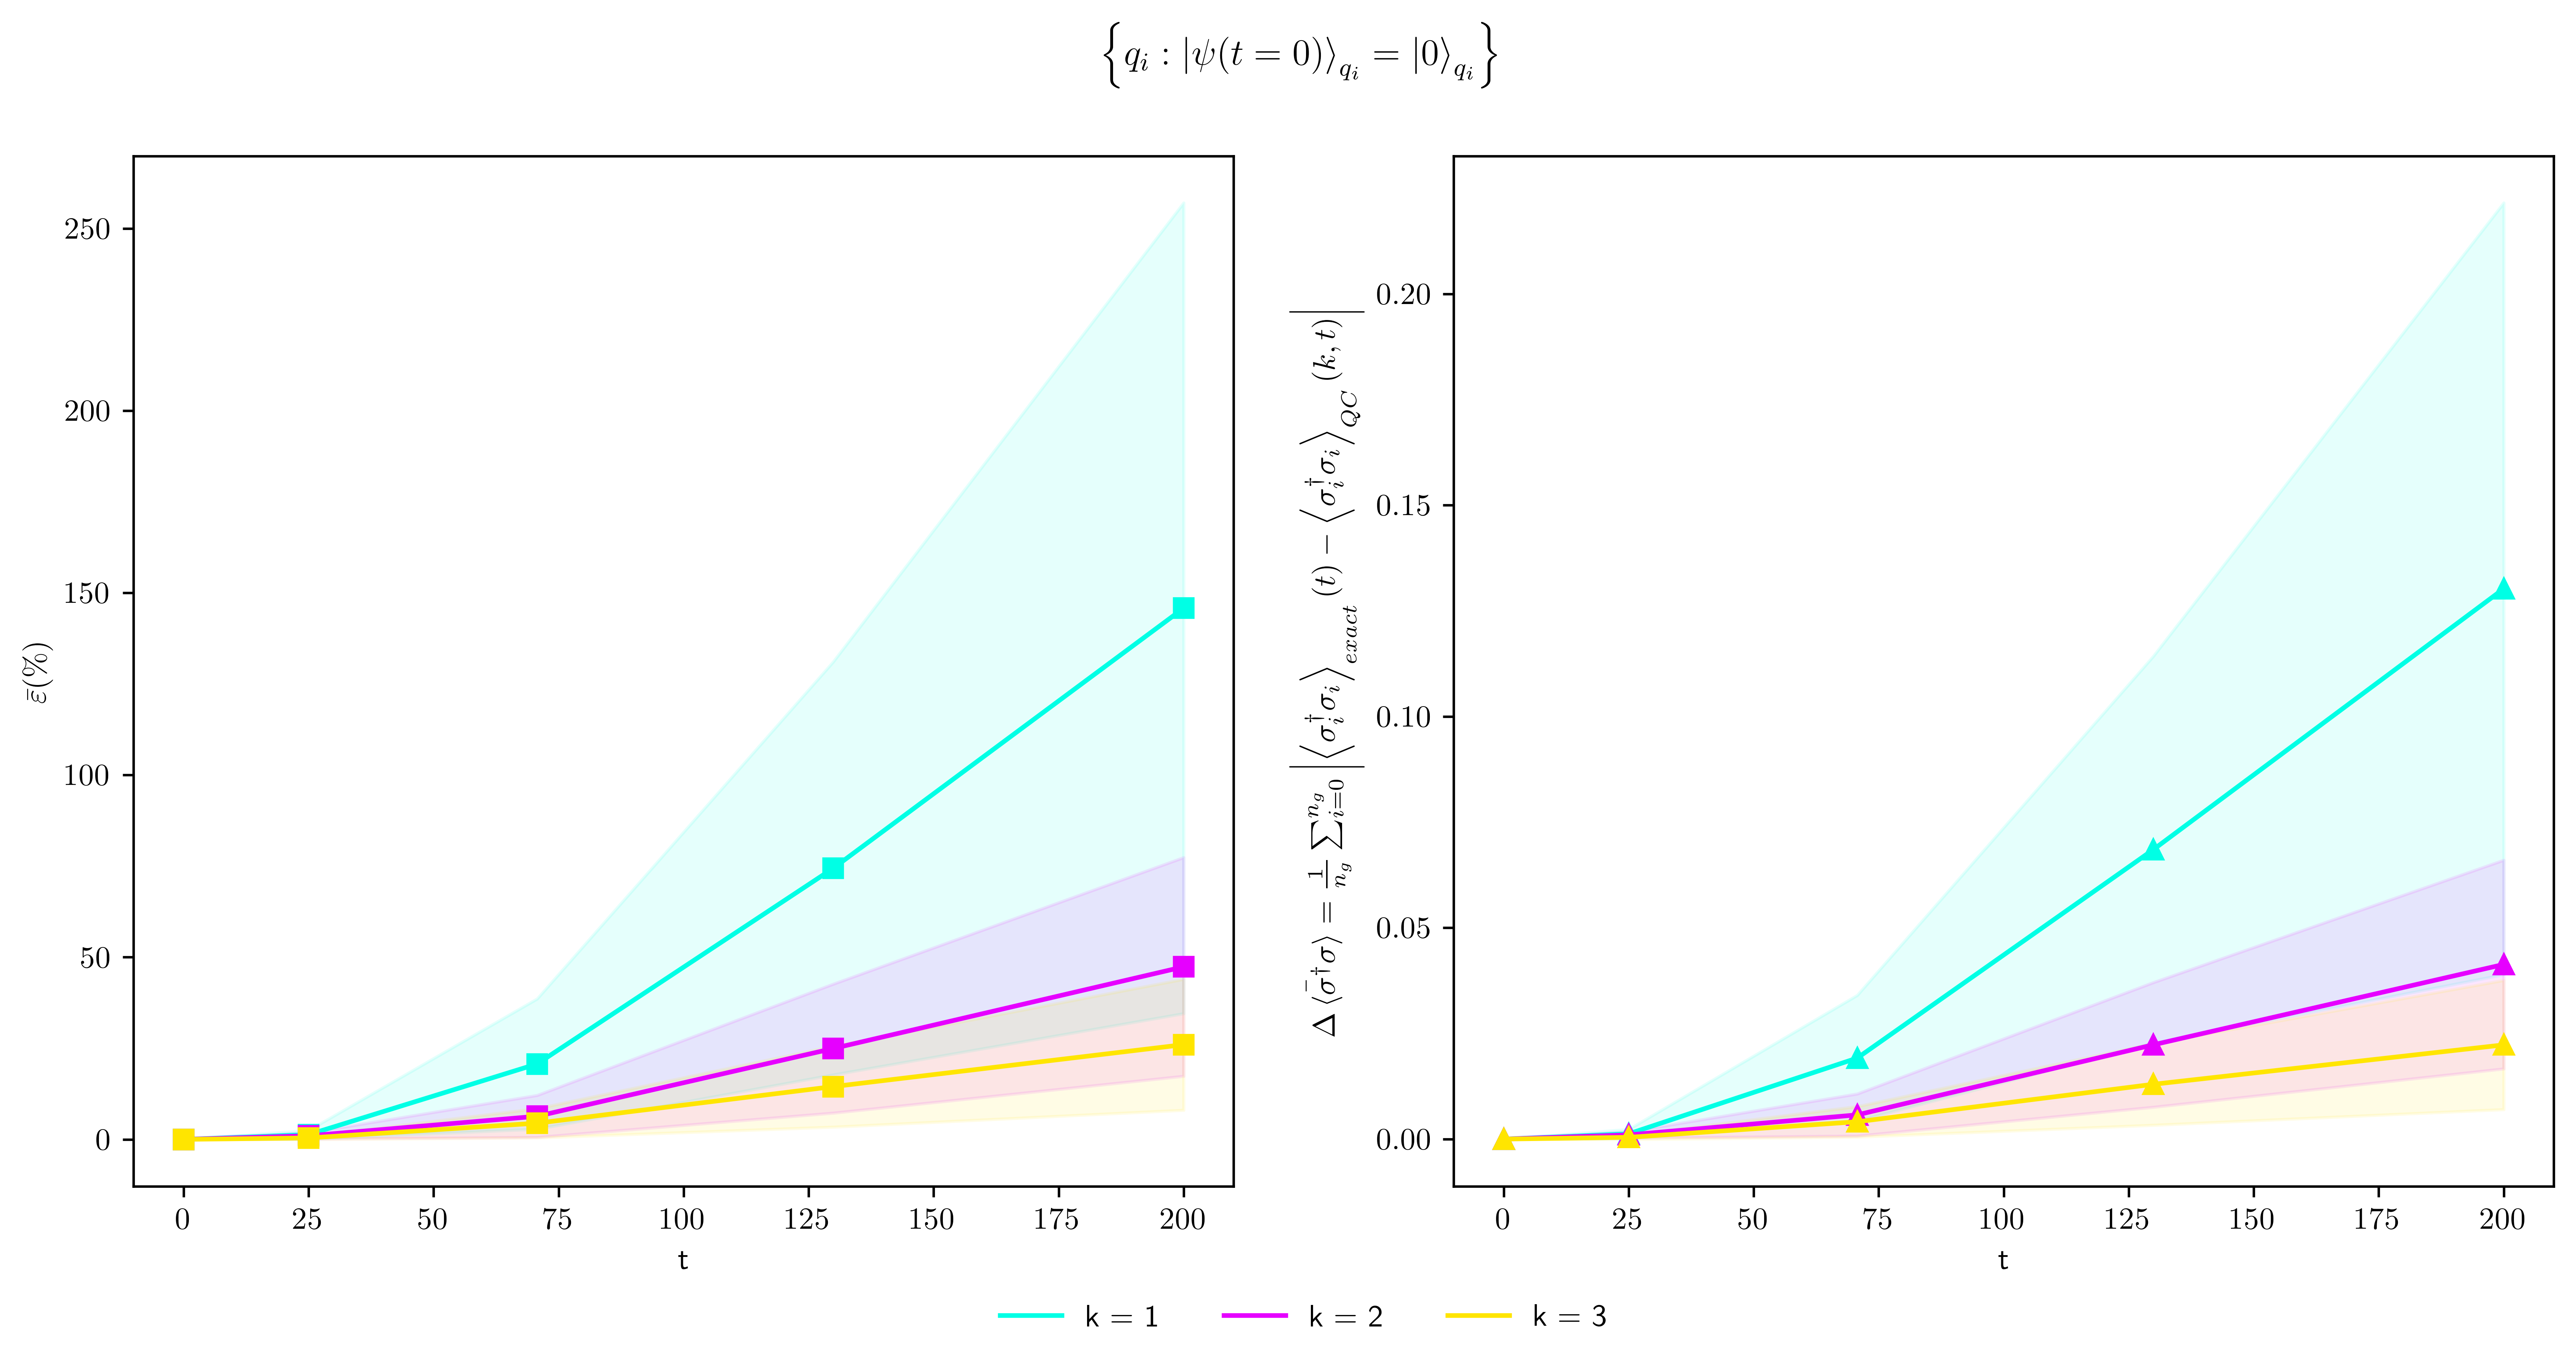 {q_i : |ψ(t = 0)⟩_{q_i} = |0⟩_{q_i}}
ε̄(%)
250
200
150
100
50
0
0 25 50 75 100 125 150 175 200
t
Δ⟨σ̄†σ⟩ = 1/n_g ∑_{i=0}^{n_g} |⟨σ_i†σ_i⟩_{exact} (t) − ⟨σ_i†σ_i⟩_{QC} (k, t)|
0.20
0.15
0.10
0.05
0.00
0 25 50 75 100 125 150 175 200
t
k = 1 k = 2 k = 3